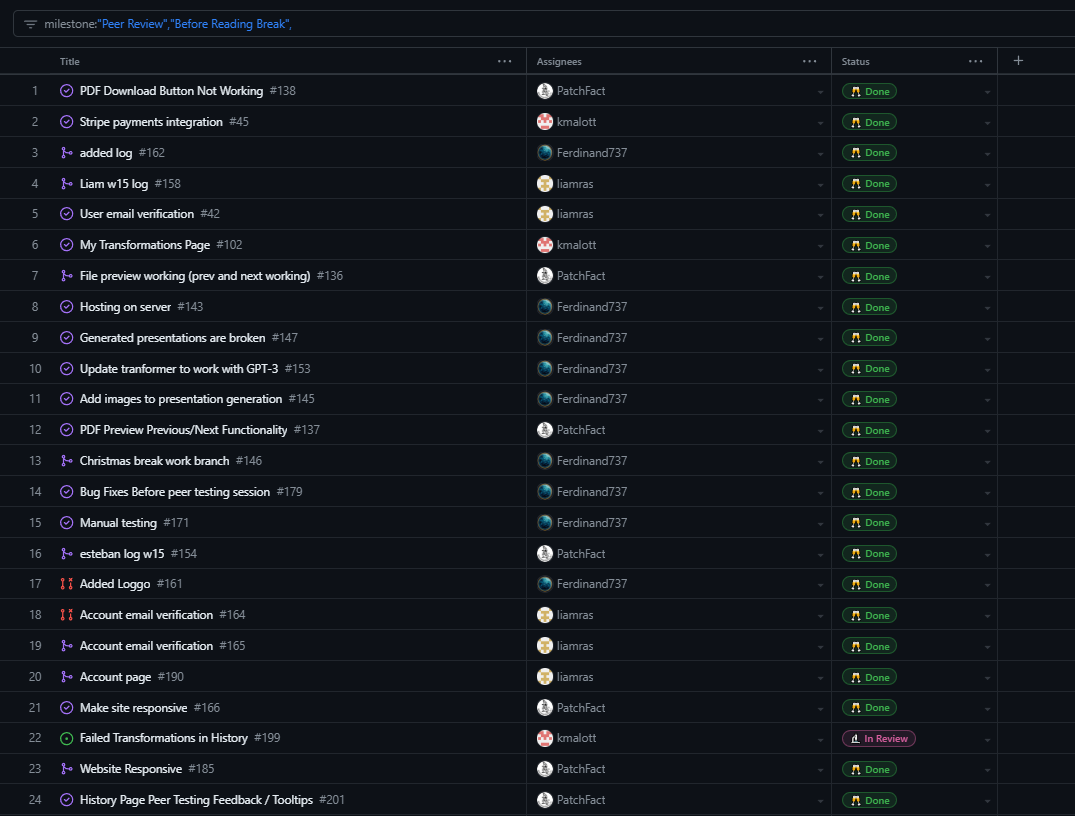 milestone:"Peer Review","Before Reading Break",
Title Assignees Status
1 PDF Download Button Not Working #138 PatchFact Done
2 Stripe payments integration #45 kmalott Done
3 added log #162 Ferdinand737 Done
4 Liam w15 log #158 liamras Done
5 User email verification #42 liamras Done
6 My Transformations Page #102 kmalott Done
7 File preview working (prev and next working) #136 PatchFact Done
8 Hosting on server #143 Ferdinand737 Done
9 Generated presentations are broken #147 Ferdinand737 Done
10 Update tranformer to work with GPT-3 #153 Ferdinand737 Done
11 Add images to presentation generation #145 Ferdinand737 Done
12 PDF Preview Previous/Next Functionality #137 PatchFact Done
13 Christmas break work branch #146 Ferdinand737 Done
14 Bug Fixes Before peer testing session #179 Ferdinand737 Done
15 Manual testing #171 Ferdinand737 Done
16 esteban log w15 #154 PatchFact Done
17 Added Loggo #161 Ferdinand737 Done
18 Account email verification #164 liamras Done
19 Account email verification #165 liamras Done
20 Account page #190 liamras Done
21 Make site responsive #166 PatchFact Done
22 Failed Transformations in History #199 kmalott In Review
23 Website Responsive #185 PatchFact Done
24 History Page Peer Testing Feedback / Tooltips #201 PatchFact Done